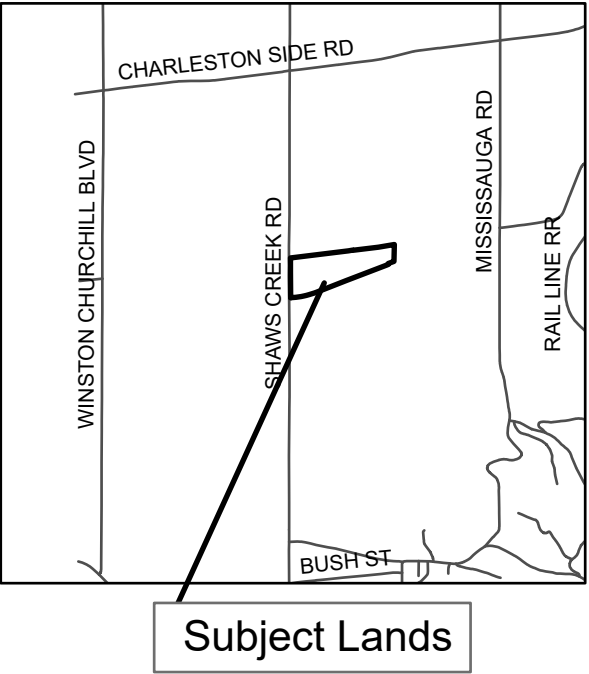 CHARLESTON SIDE RD
WINSTON CHURCHILL BLVD
SHAWS CREEK RD
MISSISSAUGA RD
RAIL LINE RR
BUSH ST
Subject Lands